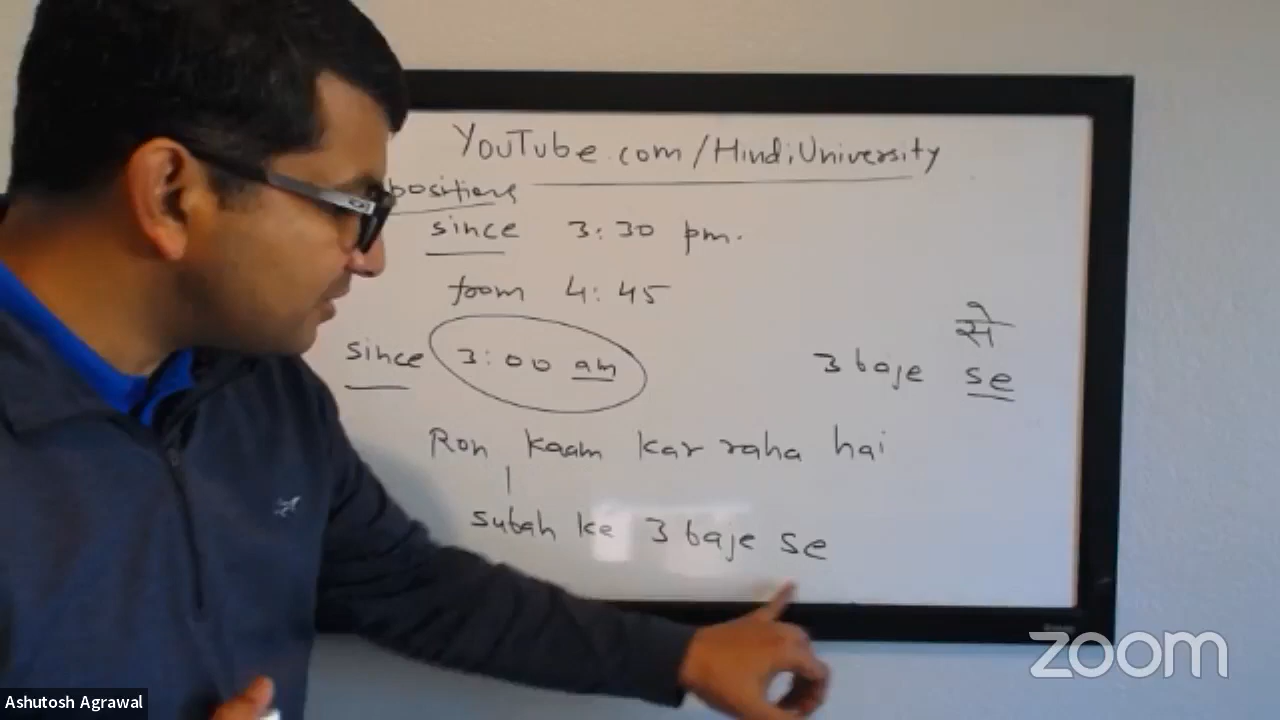 YouTube.com/HindiUniversity
positions
since 3:30 pm.
from 4:45
since 3:00 am
से
3 baje se
Ron kaam kar raha hai
subah ke 3 baje se
zoom
Ashutosh Agrawal